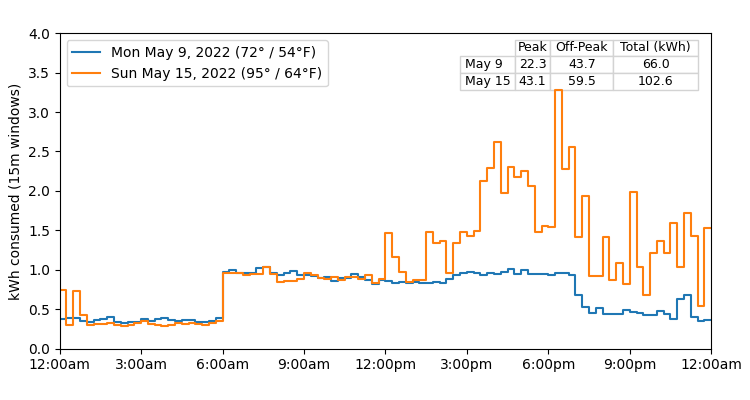 Mon May 9, 2022 (72° / 54°F)
Sun May 15, 2022 (95° / 64°F)
Peak Off-Peak Total (kWh)
May 9 22.3 43.7 66.0
May 15 43.1 59.5 102.6
kWh consumed (15m windows)
4.0
3.5
3.0
2.5
2.0
1.5
1.0
0.5
0.0
12:00am 3:00am 6:00am 9:00am 12:00pm 3:00pm 6:00pm 9:00pm 12:00am